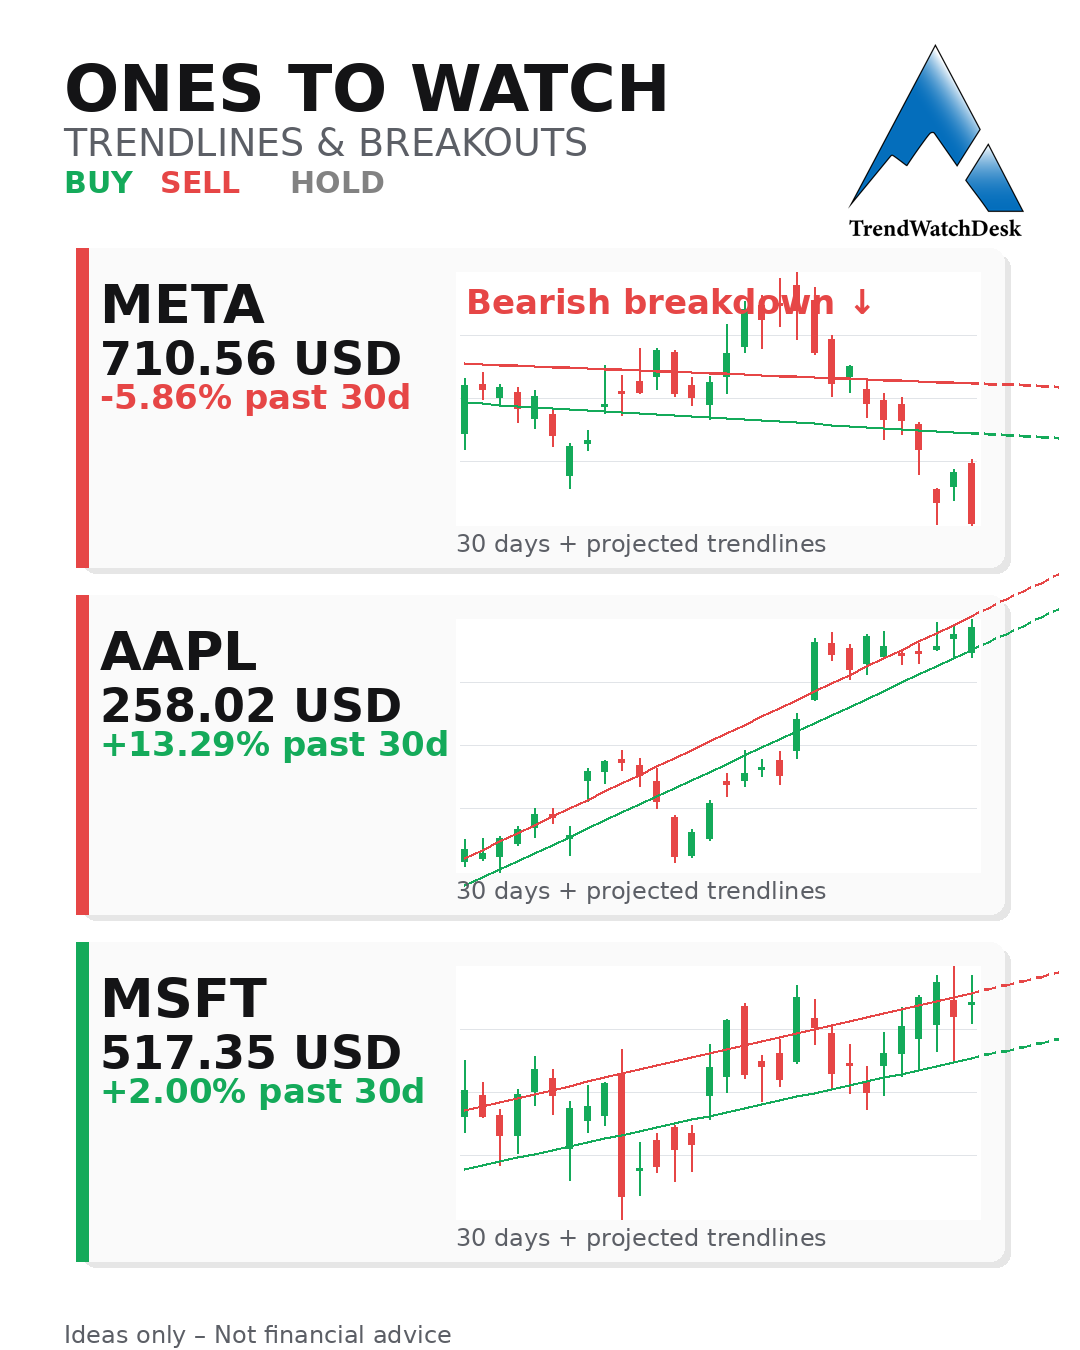 ONES TO WATCH
TRENDLINES & BREAKOUTS
BUY SELL HOLD
TrendWatchDesk
META
710.56 USD
-5.86% past 30d
Bearish breakdown ↓
30 days + projected trendlines
AAPL
258.02 USD
+13.29% past 30d
30 days + projected trendlines
MSFT
517.35 USD
+2.00% past 30d
30 days + projected trendlines
Ideas only – Not financial advice